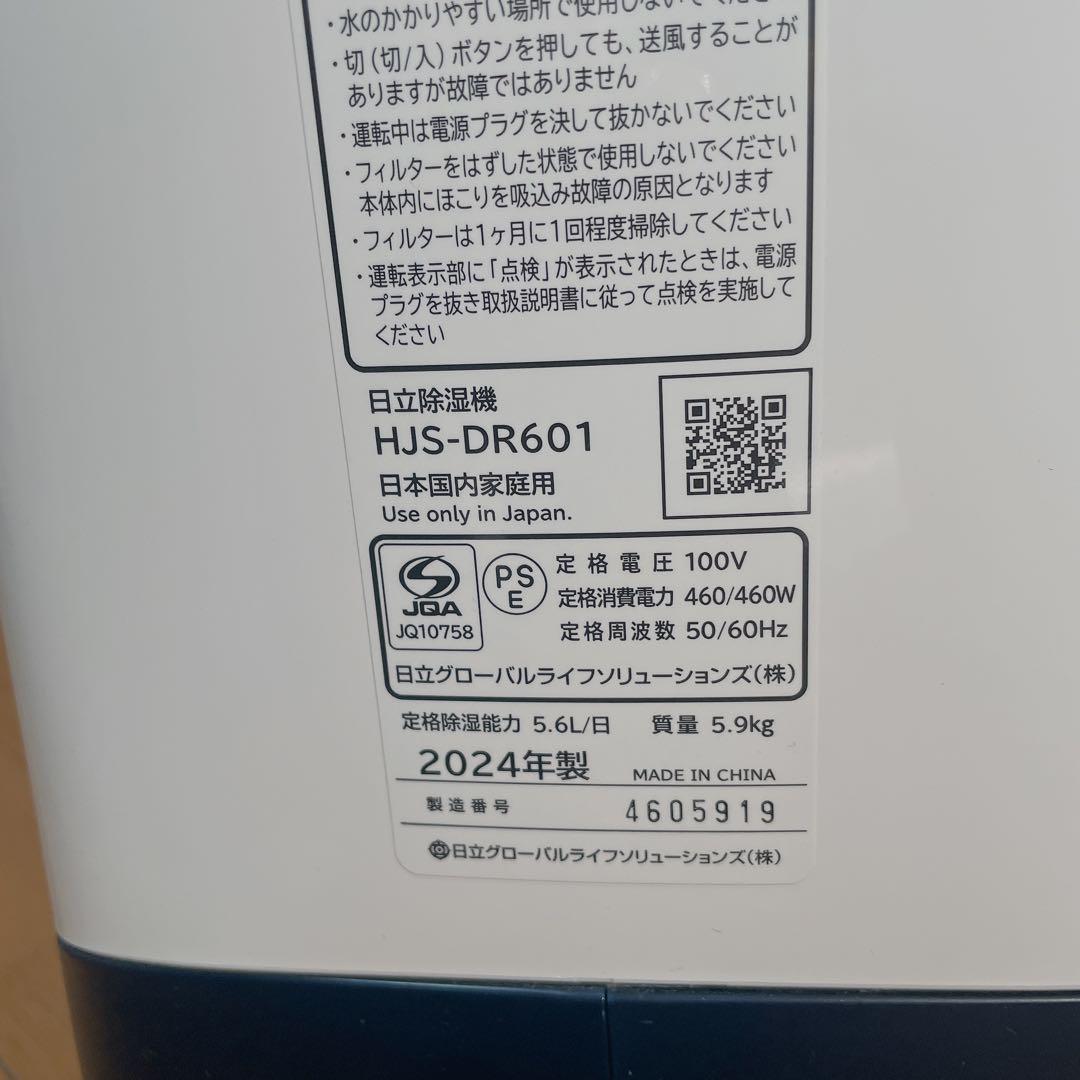 ・水のかかりやすい場所で使用しないでくださ
・切(切/入)ボタンを押しても、送風することが
ありますが故障ではありません
・運転中は電源プラグを決して抜かないでください
・フィルターをはずした状態で使用しないでください
本体内にほこりを吸込み故障の原因となります
・フィルターは1ヶ月に1回程度掃除してください
・運転表示部に「点検」が表示されたときは、電源
プラグを抜き取扱説明書に従って点検を実施して
ください
日立除湿機
HJS-DR601
日本国内家庭用
Use only in Japan.
JQA
JQ10758
PS
E
定格電圧 100V
定格消費電力 460/460W
定格周波数 50/60Hz
日立グローバルライフソリューションズ(株)
定格除湿能力 5.6L/日 質量 5.9kg
2024年製 MADE IN CHINA
製造番号 4605919
日立グローバルライフソリューションズ(株)